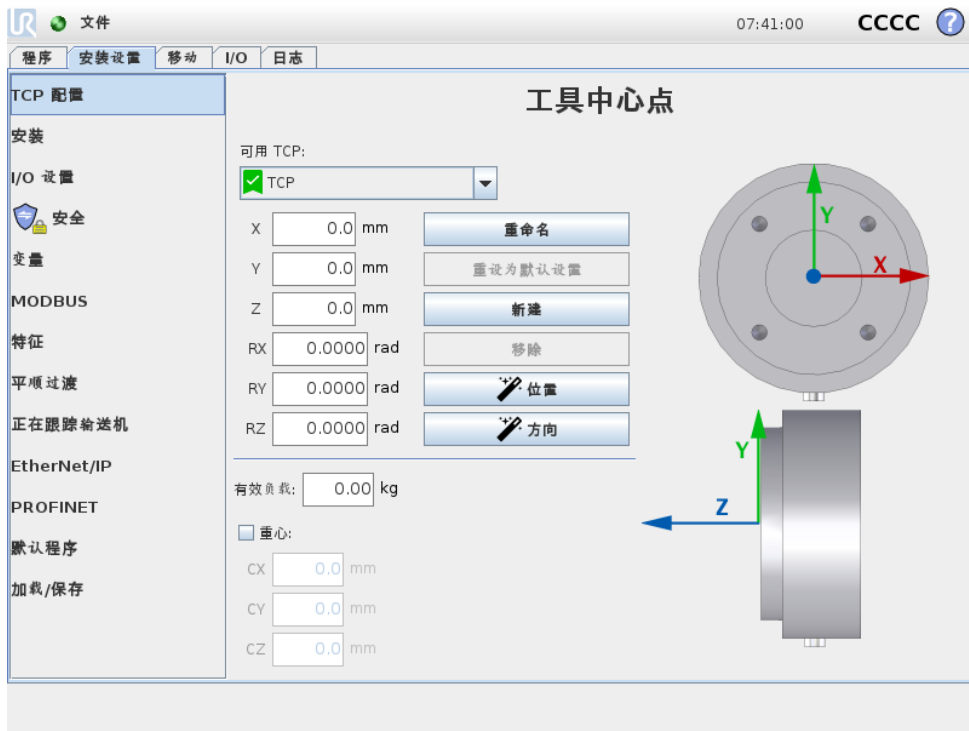 UR 文件 07:41:00 CCCC ?
程序 安装设置 移动 I/O 日志
TCP 配置
安装
I/O 设置
安全
变量
MODBUS
特征
平顺过渡
正在跟踪输送机
EtherNet/IP
PROFINET
默认程序
加载/保存
工具中心点
可用 TCP:
TCP
X 0.0 mm 重命名
Y 0.0 mm 重设为默认设置
Z 0.0 mm 新建
RX 0.0000 rad 移除
RY 0.0000 rad 位置
RZ 0.0000 rad 方向
有效负载: 0.00 kg
重心:
CX 0.0 mm
CY 0.0 mm
CZ 0.0 mm
Y
X
Y
Z